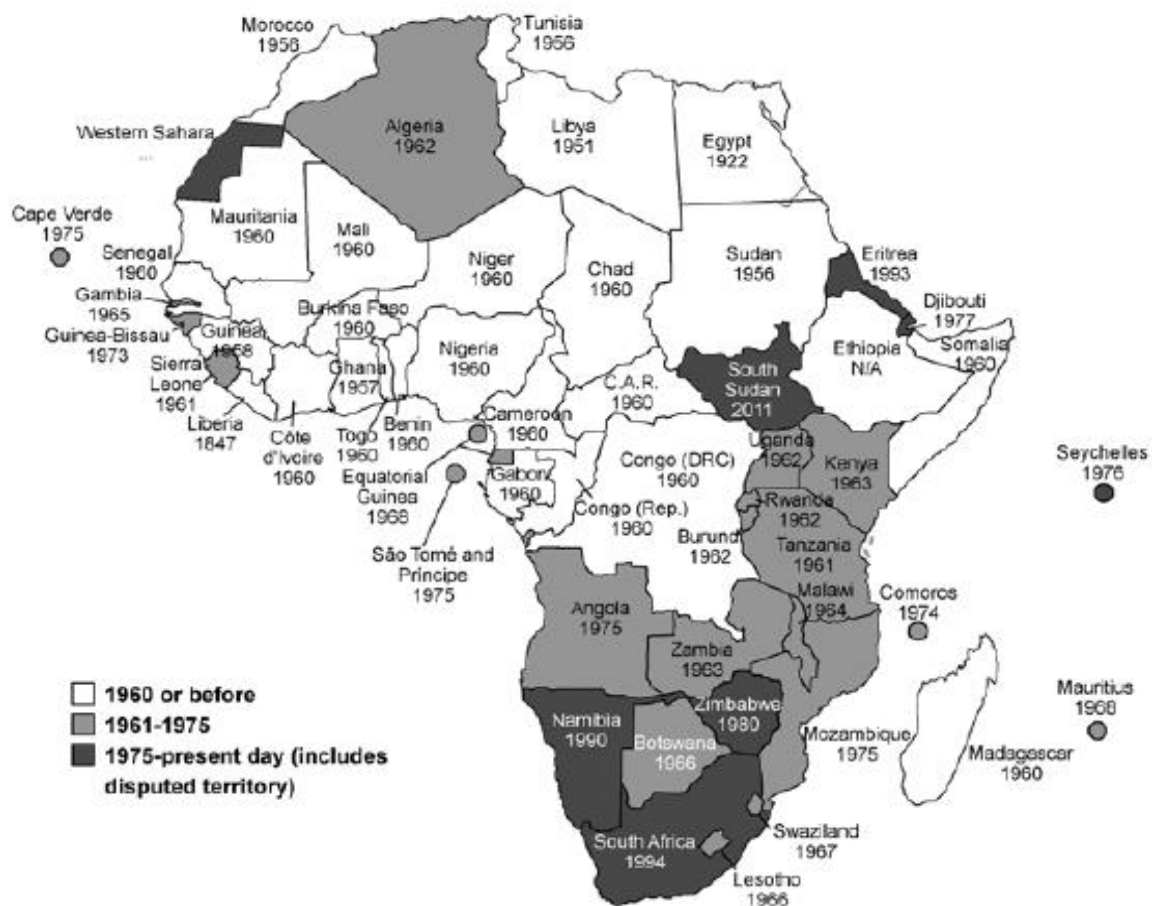 Morocco
1956
Tunisia
1956
Western Sahara
Algeria
1962
Libya
1951
Egypt
1922
Cape Verde
1975
Mauritania
1960
Mali
1960
Niger
1960
Chad
1960
Sudan
1956
Eritrea
1993
Senegal
1960
Gambia
1965
Guinea-Bissau
1973
Guinea
1958
Burkina Faso
1960
Djibouti
1977
Ethiopia
N/A
Somalia
1960
Sierra
Leone
1961
Liberia
1847
Côte
d'Ivoire
1960
Ghana
1957
Togo
1960
Benin
1960
Nigeria
1960
Cameroon
1960
C.A.R.
1960
South
Sudan
2011
Equatorial
Guinea
1968
Gabon
1960
São Tomé and
Príncipe
1975
Congo (DRC)
1960
Congo (Rep.)
1960
Uganda
1962
Kenya
1963
Rwanda
1962
Burundi
1962
Tanzania
1961
Seychelles
1976
Malawi
1964
Comoros
1974
Angola
1975
Zambia
1963
Mauritius
1968
Namibia
1990
Zimbabwe
1980
Botswana
1966
Mozambique
1975
Madagascar
1960
South Africa
1994
Swaziland
1967
Lesotho
1966
1960 or before
1961-1975
1975-present day (includes
disputed territory)